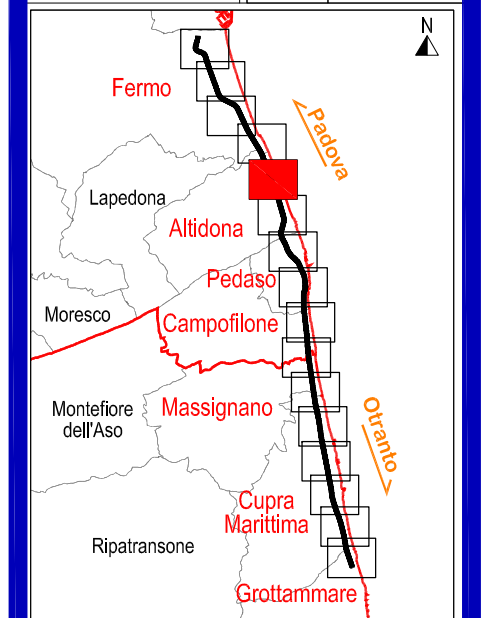 N
Fermo
Padova
Lapedona
Altidona
Pedaso
Moresco
Campofilone
Massignano
Montefiore
dell'Aso
Otranto
Cupra
Marittima
Ripatransone
Grottammare